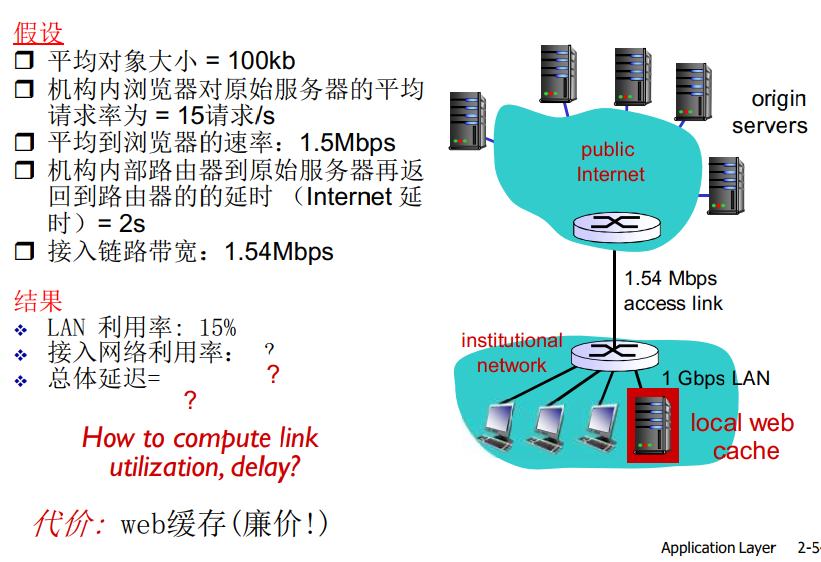 假设
平均对象大小 = 100kb
机构内浏览器对原始服务器的平均
请求率为 = 15请求/s
平均到浏览器的速率：1.5Mbps
机构内部路由器到原始服务器再返
回到路由器的的延时 （Internet 延
时）= 2s
接入链路带宽：1.54Mbps
结果
LAN 利用率: 15%
接入网络利用率： ?
总体延迟= ?
?
How to compute link
utilization, delay?
代价: web缓存(廉价!)
origin
servers
public
Internet
1.54 Mbps
access link
institutional
network
1 Gbps LAN
local web
cache
Application Layer 2-5